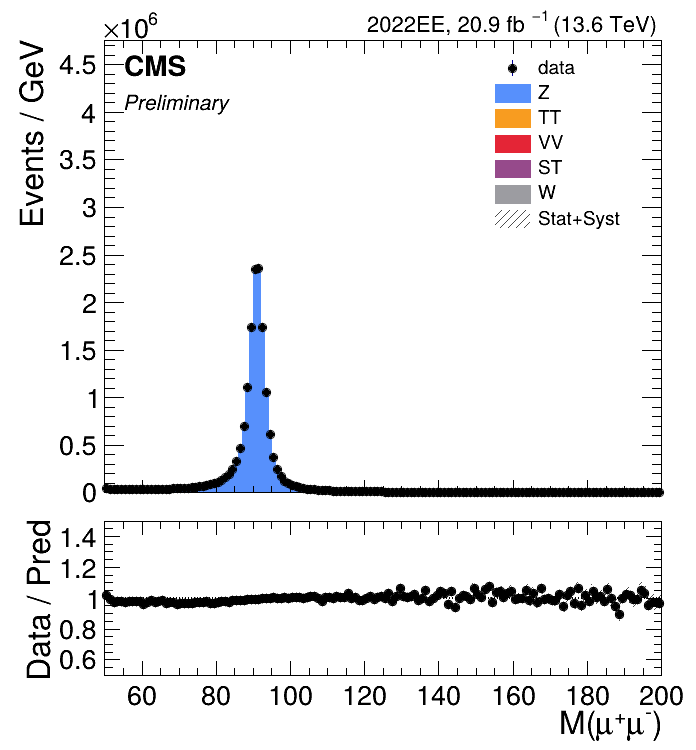 ×10⁶
2022EE, 20.9 fb ⁻¹ (13.6 TeV)
Events / GeV
4.5
4
3.5
3
2.5
2
1.5
1
0.5
0
CMS
Preliminary
data
Z
TT
VV
ST
W
Stat+Syst
Data / Pred
1.4
1.2
1
0.8
0.6
60 80 100 120 140 160 180 200
M(μ⁺μ⁻)